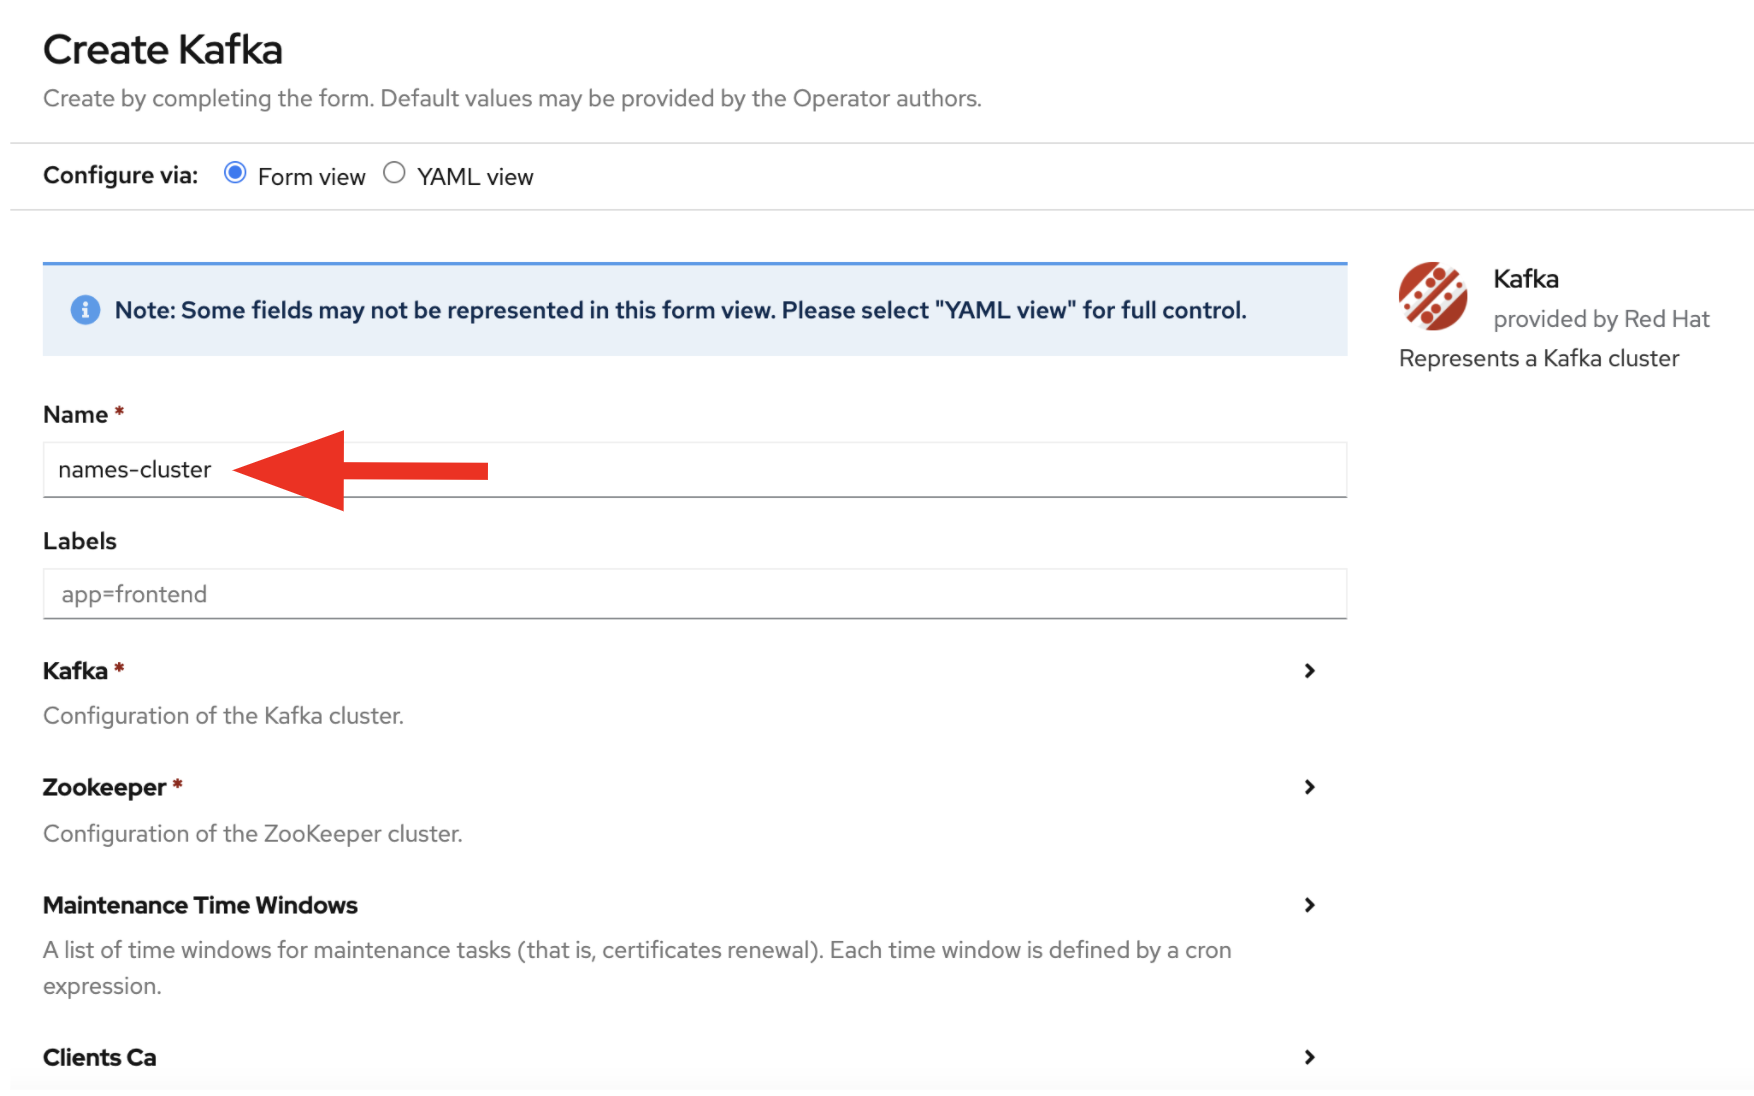 Create Kafka
Create by completing the form. Default values may be provided by the Operator authors.
Configure via: Form view YAML view
Note: Some fields may not be represented in this form view. Please select "YAML view" for full control.
Kafka
provided by Red Hat
Represents a Kafka cluster
Name *
names-cluster
Labels
app=frontend
Kafka *
Configuration of the Kafka cluster.
Zookeeper *
Configuration of the ZooKeeper cluster.
Maintenance Time Windows
A list of time windows for maintenance tasks (that is, certificates renewal). Each time window is defined by a cron
expression.
Clients Ca